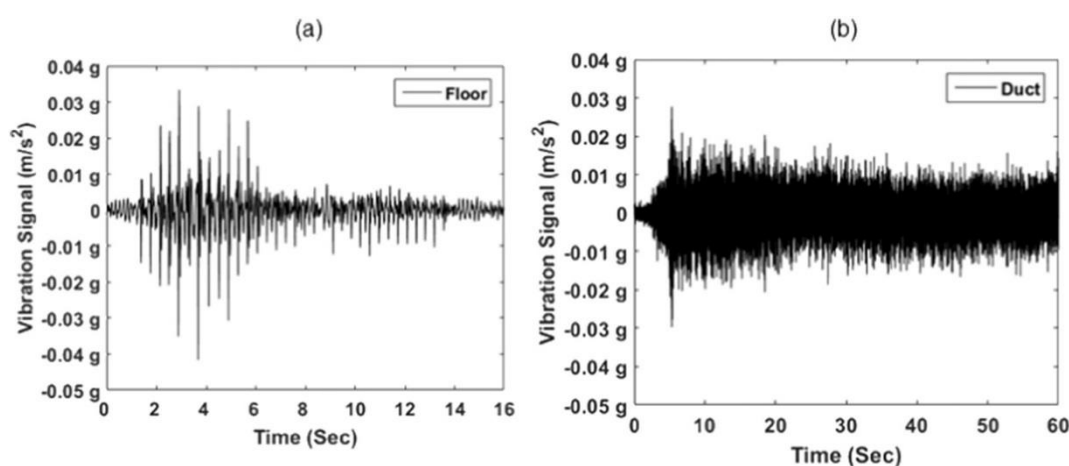 (a)
0.04 g
0.03 g
0.02 g
0.01 g
0
-0.01 g
-0.02 g
-0.03 g
-0.04 g
-0.05 g
Vibration Signal (m/s²)
Floor
0 2 4 6 8 10 12 14 16
Time (Sec)
(b)
0.04 g
0.03 g
0.02 g
0.01 g
0
-0.01 g
-0.02 g
-0.03 g
-0.04 g
-0.05 g
Vibration Signal (m/s²)
Duct
0 10 20 30 40 50 60
Time (Sec)